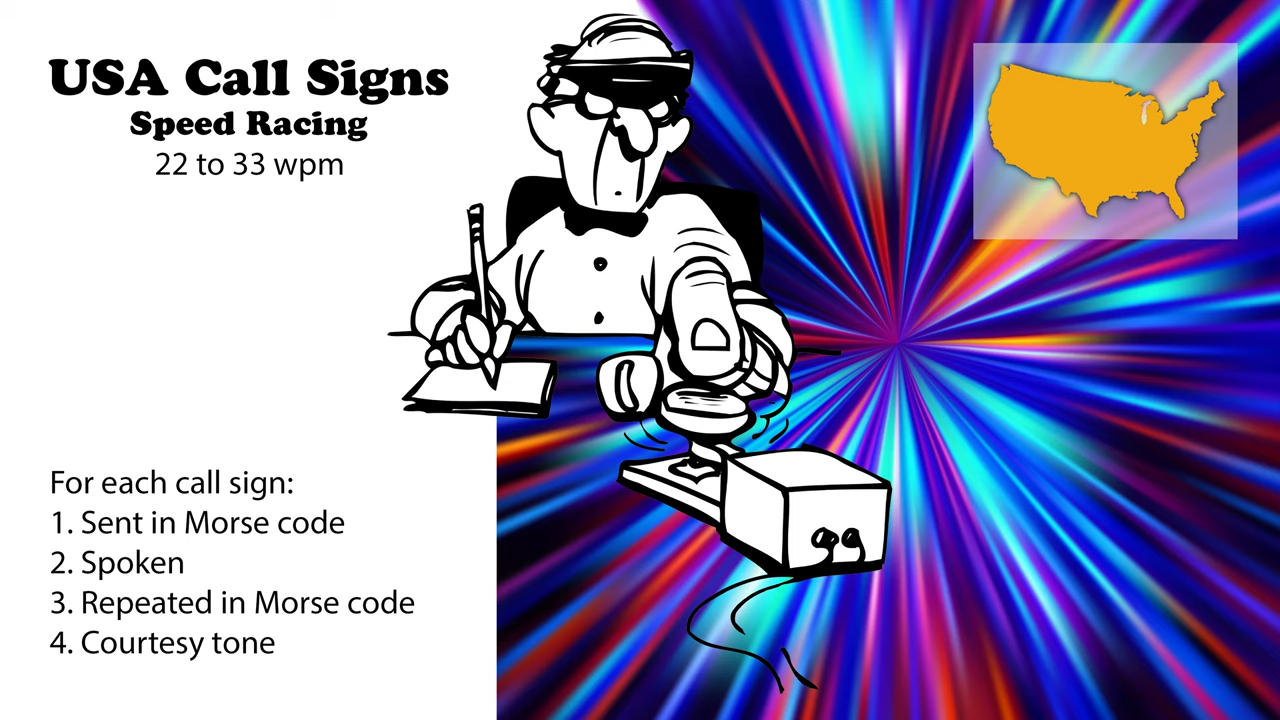 USA Call Signs
Speed Racing
22 to 33 wpm
For each call sign:
1. Sent in Morse code
2. Spoken
3. Repeated in Morse code
4. Courtesy tone